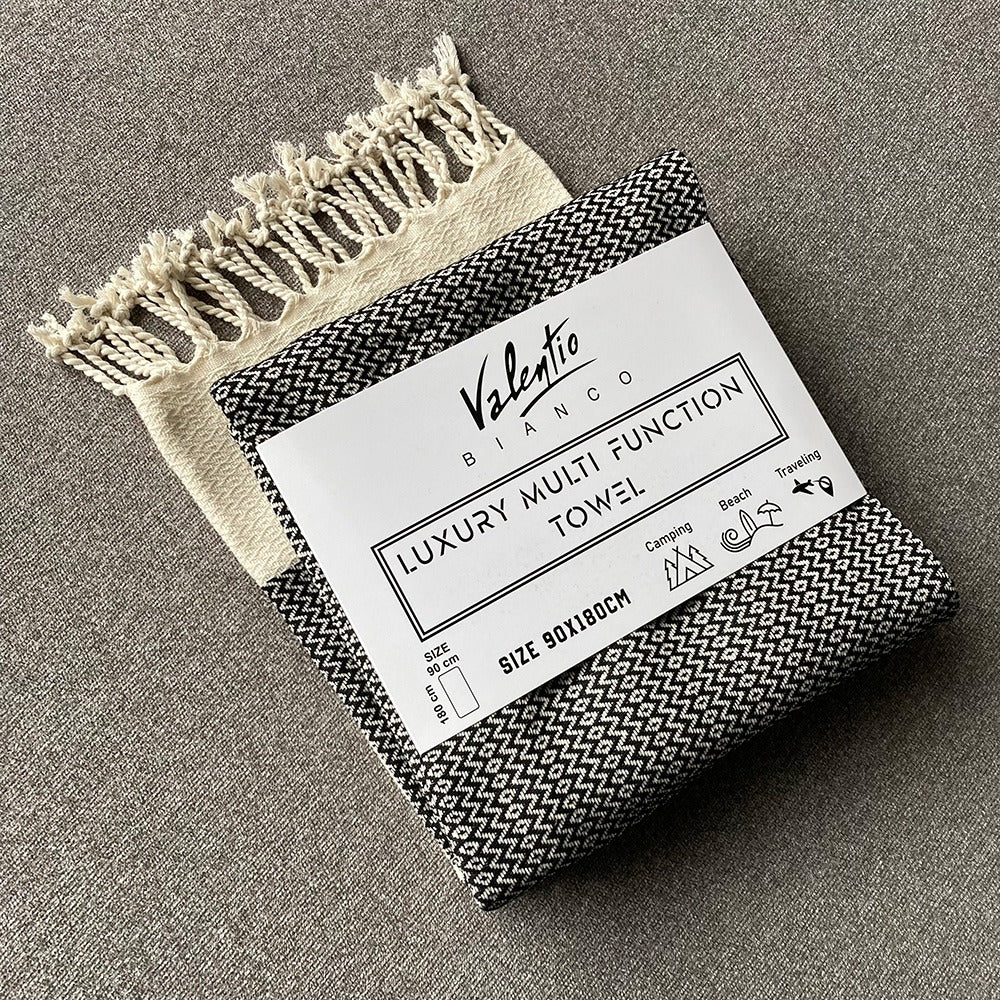 Valentio
BIANCO
LUXURY MULTI FUNCTION
TOWEL
Camping
Beach
Traveling
SIZE 90X180CM
SIZE
90 cm
180 cm